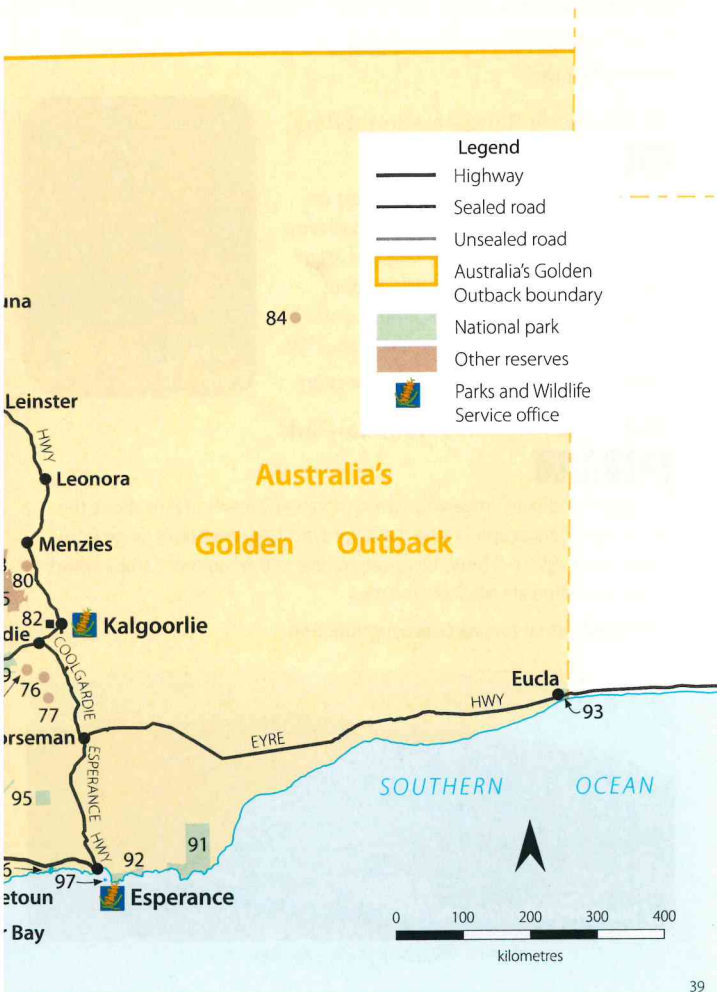 Legend
Highway
Sealed road
Unsealed road
Australia's Golden
Outback boundary
National park
Other reserves
Parks and Wildlife
Service office
una
84
Leinster
HWY
Leonora
Australia's
Menzies
Golden Outback
80
82
Kalgoorlie
die
COOLGARDIE
9
76
77
Eucla
HWY
93
orseman
EYRE
ESPERANCE HWY
SOUTHERN OCEAN
95
91
92
97
etoun
Esperance
r Bay
0 100 200 300 400
kilometres
39